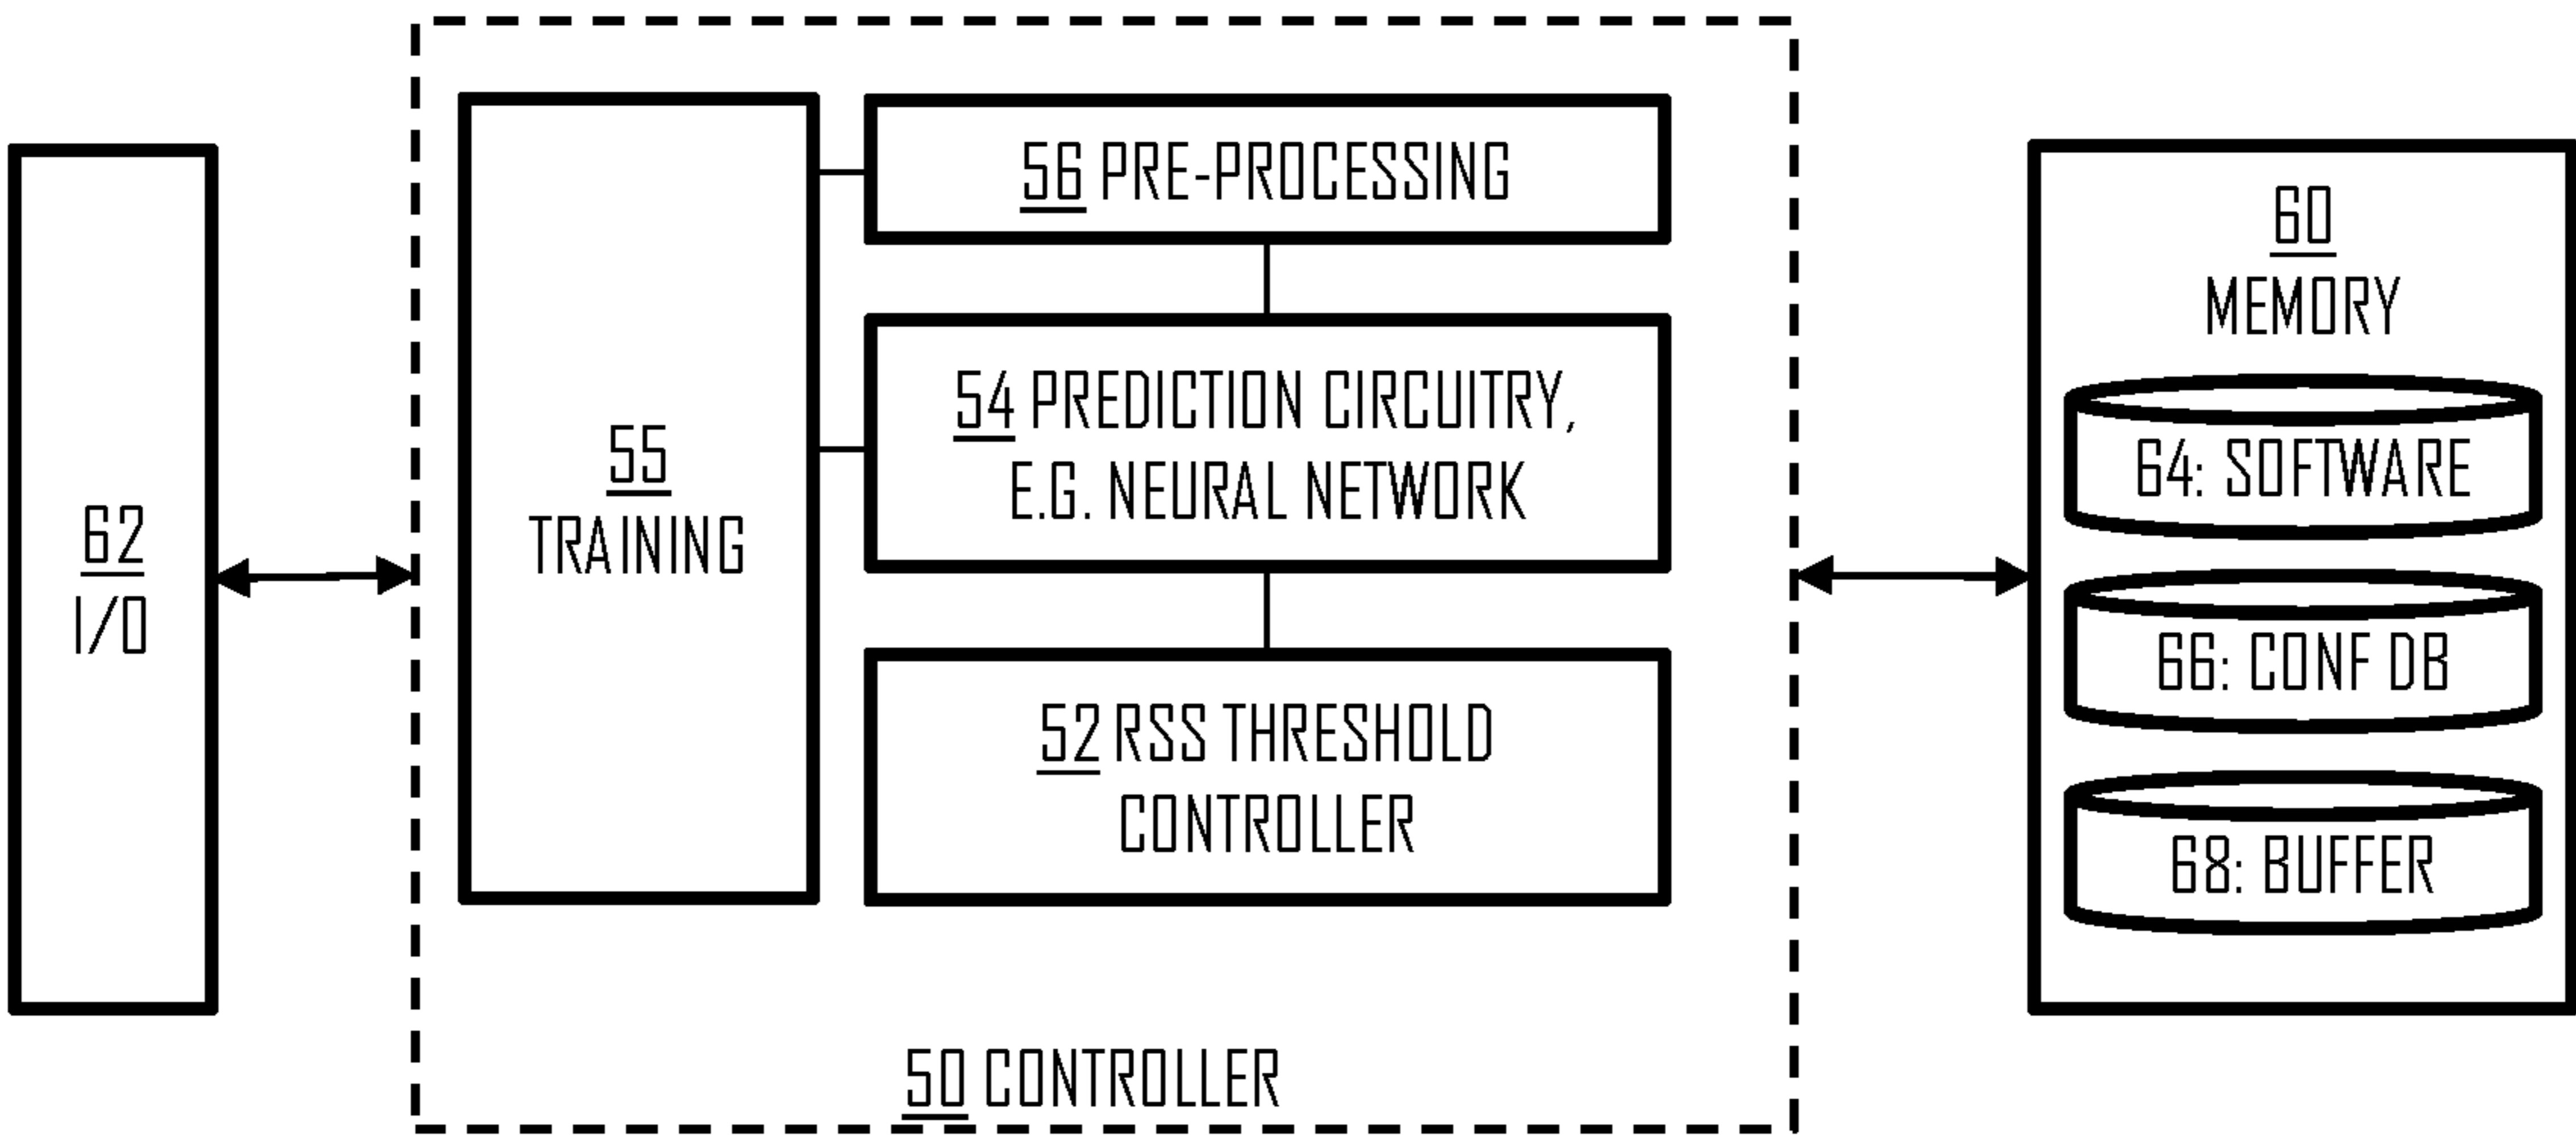 62
I/O
55
TRAINING
56 PRE-PROCESSING
54 PREDICTION CIRCUITRY,
E.G. NEURAL NETWORK
52 RSS THRESHOLD
CONTROLLER
50 CONTROLLER
60
MEMORY
64: SOFTWARE
66: CONF DB
68: BUFFER